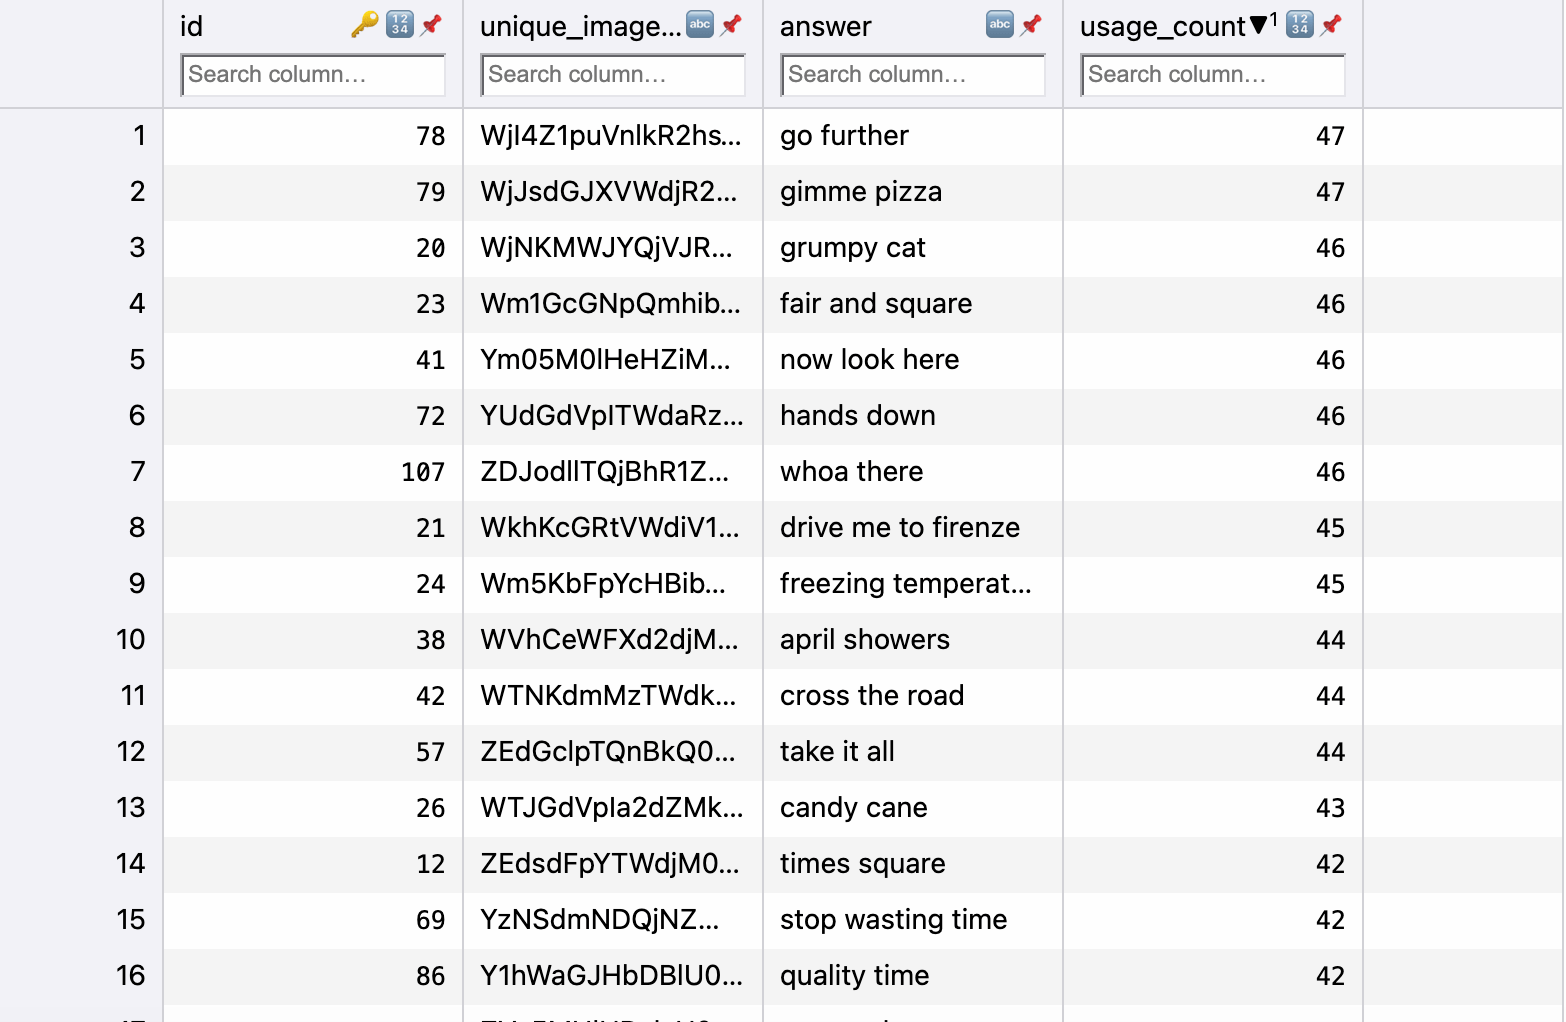 id 🔑 🔢 📌 unique_image... abc 📌 answer abc 📌 usage_count▼1 🔢 📌
Search column... Search column... Search column... Search column...
1 78 WjI4Z1puVnlkR2hs... go further 47
2 79 WjJsdGJXVWdjR2... gimme pizza 47
3 20 WjNKMWJYQjVJR... grumpy cat 46
4 23 Wm1GcGNpQmhib... fair and square 46
5 41 Ym05M0lHeHZiM... now look here 46
6 72 YUdGdVpITWdaRz... hands down 46
7 107 ZDJodllTQjBhR1Z... whoa there 46
8 21 WkhKcGRtVWdiV1... drive me to firenze 45
9 24 Wm5KbFpYcHBib... freezing temperat... 45
10 38 WVhCeWFXd2djM... april showers 44
11 42 WTNKdmMzTWdk... cross the road 44
12 57 ZEdGclpTQnBkQ0... take it all 44
13 26 WTJGdVpIa2dZMk... candy cane 43
14 12 ZEdsdFpYTWdjM0... times square 42
15 69 YzNSdmNDQjNZ... stop wasting time 42
16 86 Y1hWaGJHbDBlU0... quality time 42